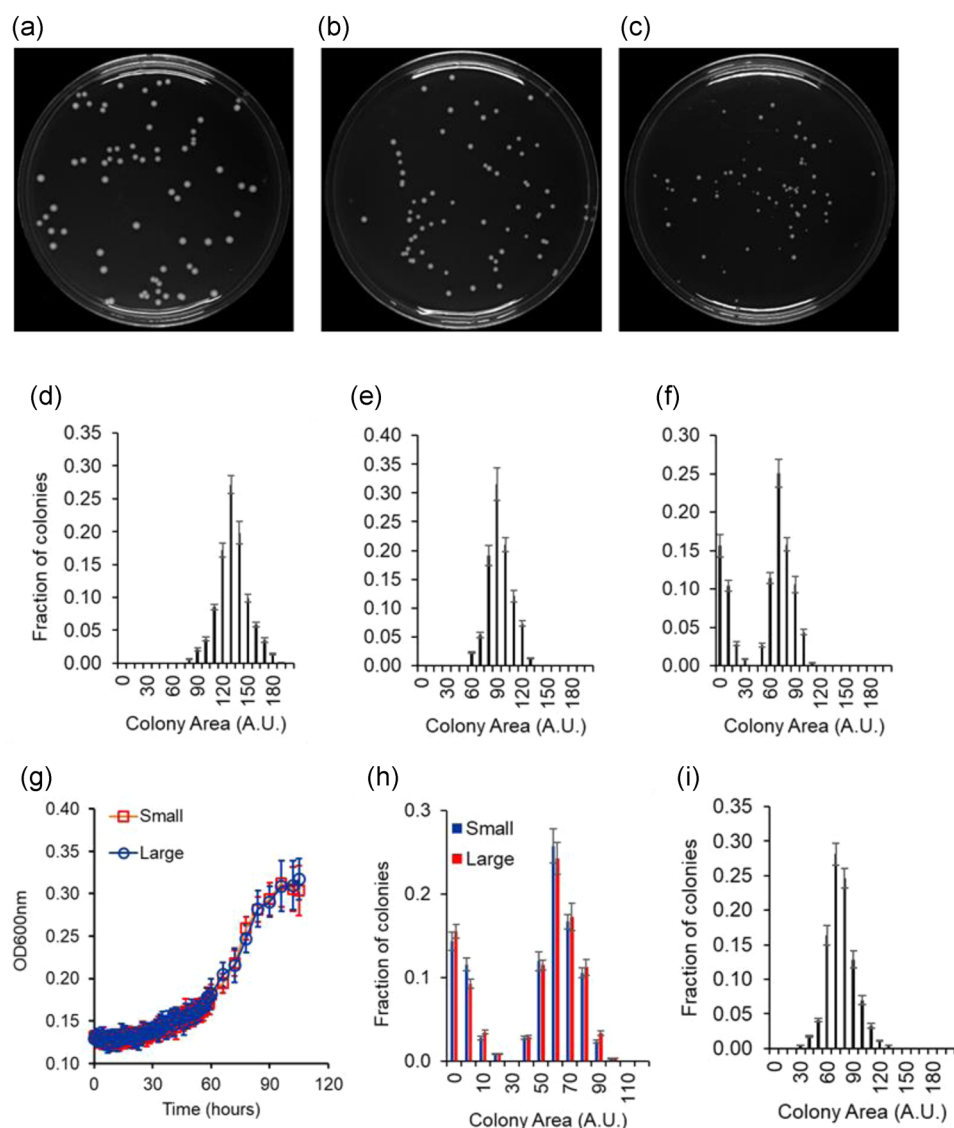 (a) (b) (c)
(d) (e) (f)
Fraction of colonies
0.35 0.30 0.25 0.20 0.15 0.10 0.05 0.00
0 30 60 90 120 150 180
Colony Area (A.U.)
0.40 0.35 0.30 0.25 0.20 0.15 0.10 0.05 0.00
0 30 60 90 120 150 180
Colony Area (A.U.)
0.30 0.25 0.20 0.15 0.10 0.05 0.00
0 30 60 90 120 150 180
Colony Area (A.U.)
(g) (h) (i)
OD600nm
0.40 0.35 0.30 0.25 0.20 0.15 0.10
Small
Large
0 30 60 90 120
Time (hours)
Fraction of colonies
0.3 0.2 0.1 0.0
Small
Large
0 10 30 50 70 90 110
Colony Area (A.U.)
Fraction of colonies
0.35 0.30 0.25 0.20 0.15 0.10 0.05 0.00
0 30 60 90 120 150 180
Colony Area (A.U.)